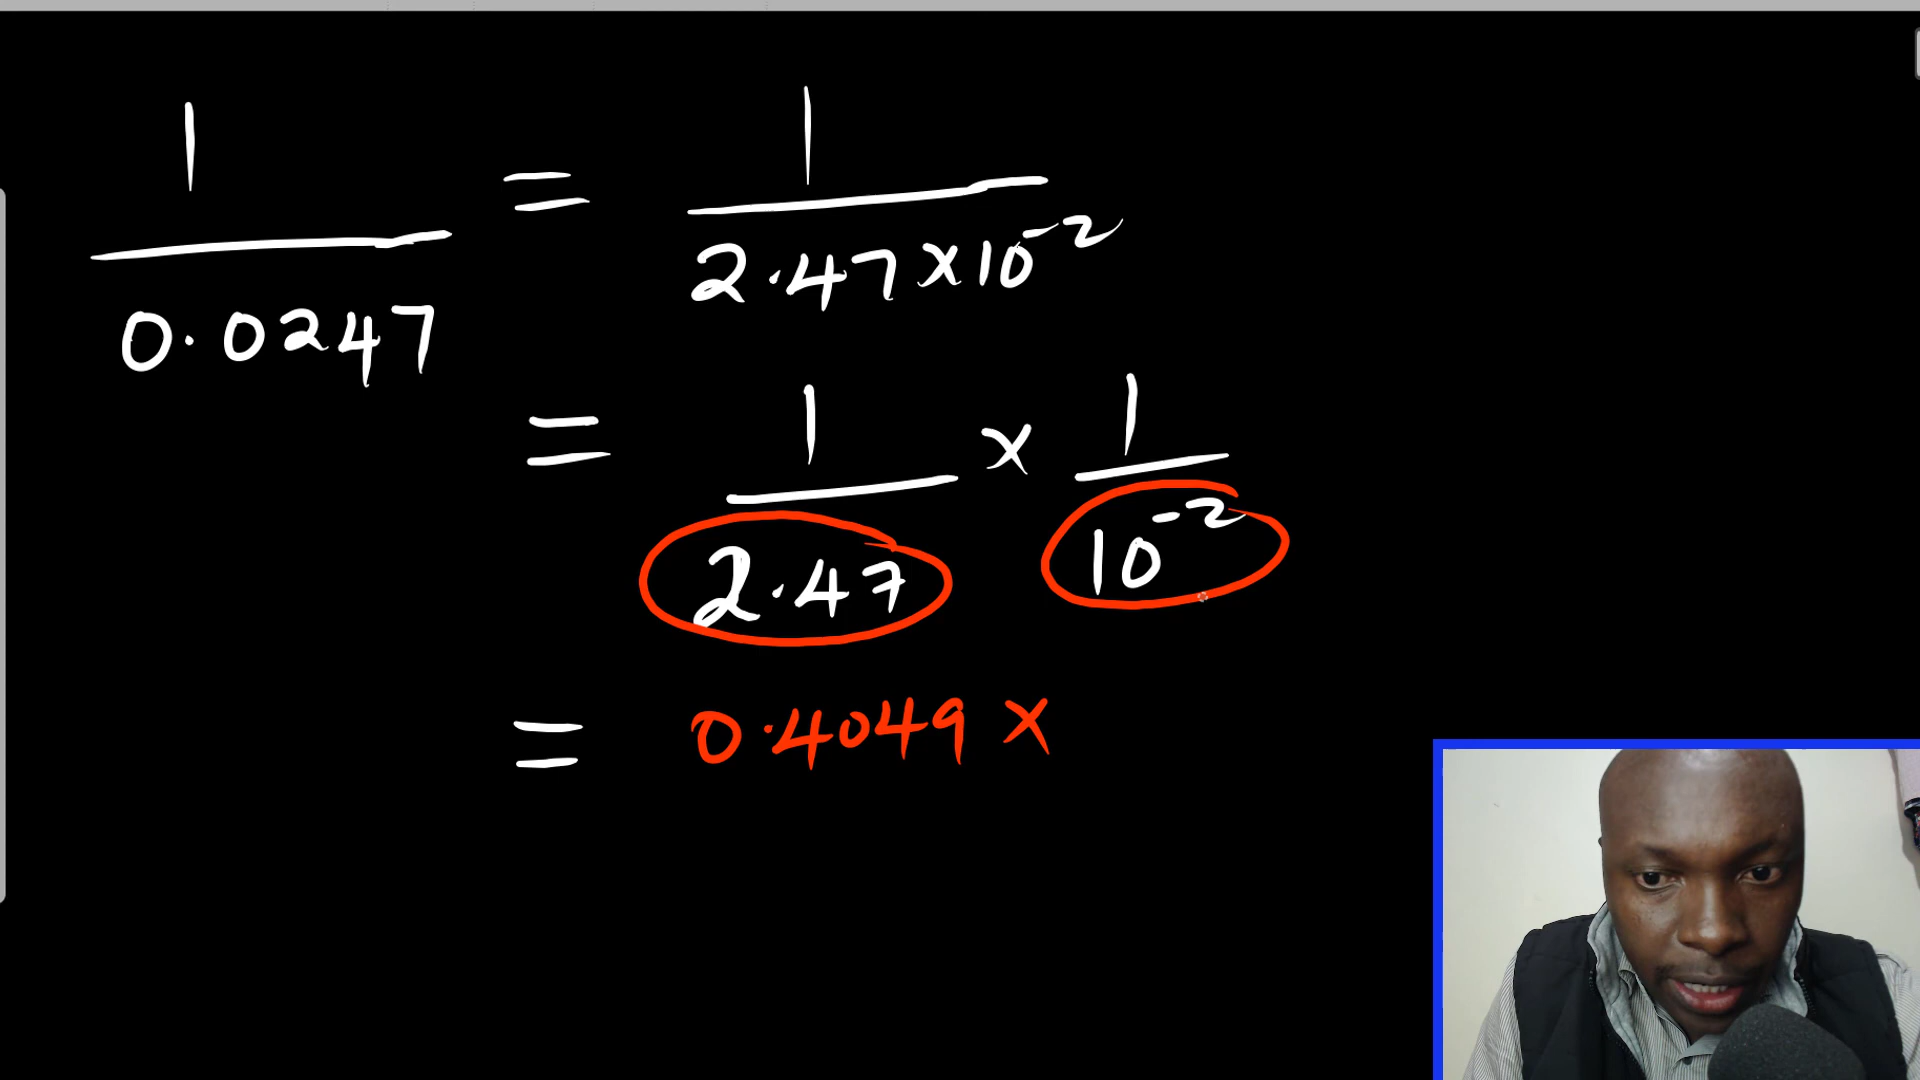 1/0.0247 = 1/2.47×10⁻²
= 1/2.47 × 1/10⁻²
= 0.4049 ×